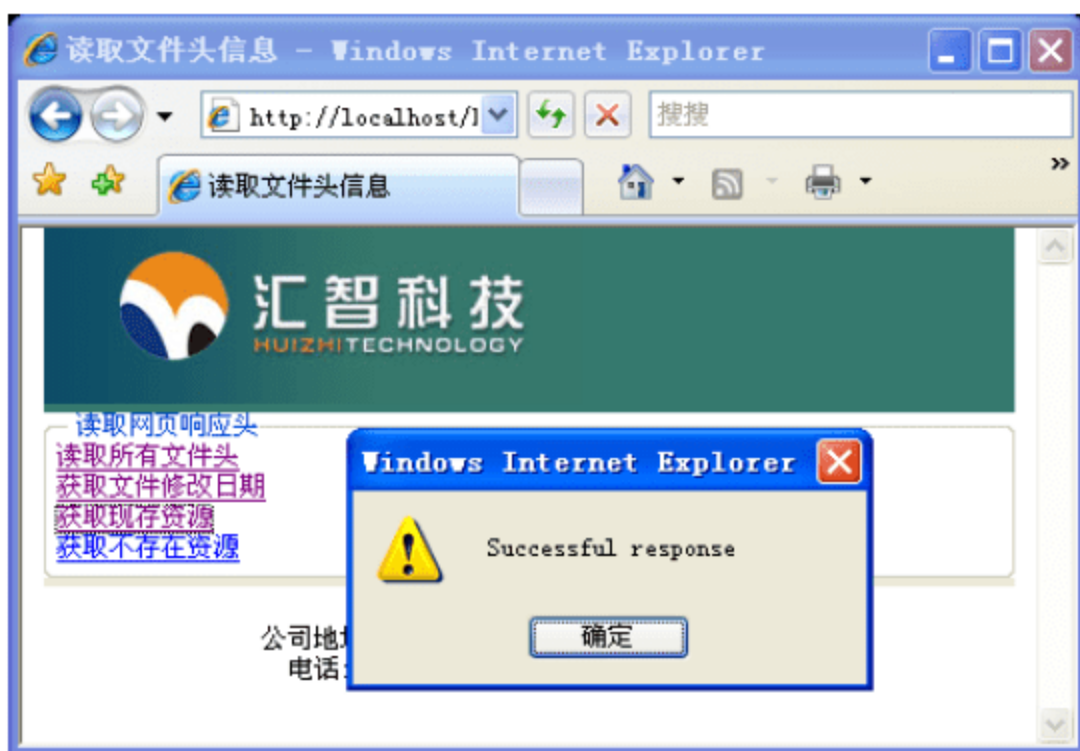 读取文件头信息 - Windows Internet Explorer
http://localhost/
搜搜
读取文件头信息
汇智科技
HUIZHITECHNOLOGY
读取网页响应头
读取所有文件头
获取文件修改日期
获取现存资源
获取不存在资源
Windows Internet Explorer
Successful response
确定
公司地
电话: